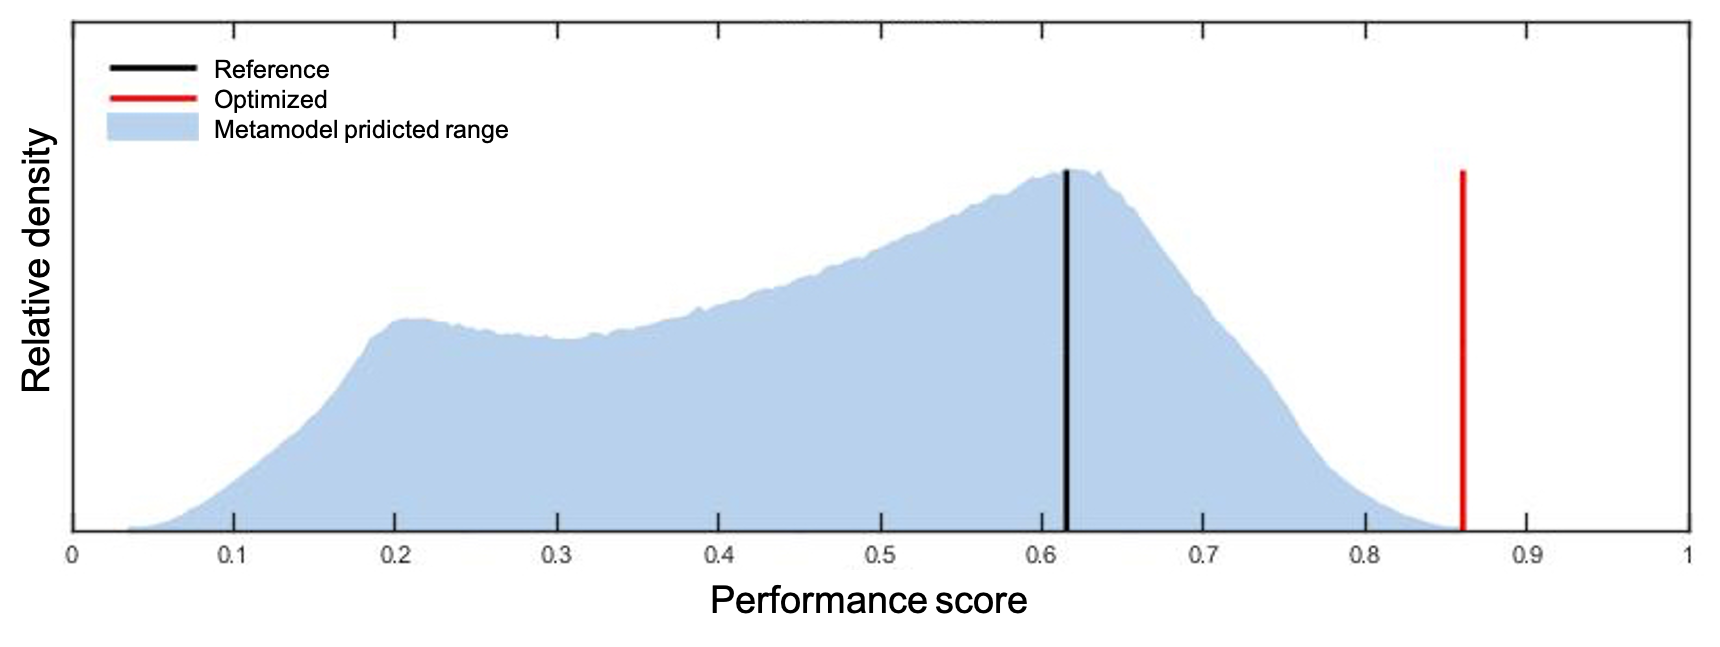 Reference
Optimized
Metamodel pridicted range
Relative density
0 0.1 0.2 0.3 0.4 0.5 0.6 0.7 0.8 0.9 1
Performance score